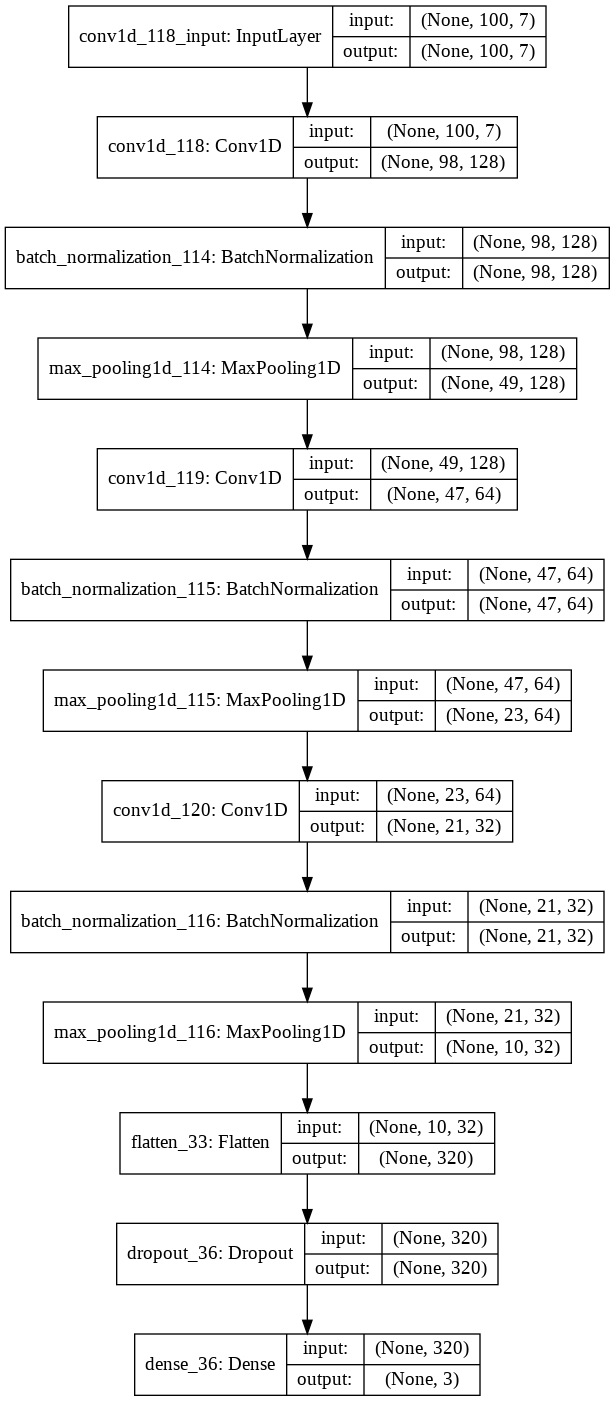 conv1d_118_input: InputLayer input: (None, 100, 7)
output: (None, 100, 7)
conv1d_118: Conv1D input: (None, 100, 7)
output: (None, 98, 128)
batch_normalization_114: BatchNormalization input: (None, 98, 128)
output: (None, 98, 128)
max_pooling1d_114: MaxPooling1D input: (None, 98, 128)
output: (None, 49, 128)
conv1d_119: Conv1D input: (None, 49, 128)
output: (None, 47, 64)
batch_normalization_115: BatchNormalization input: (None, 47, 64)
output: (None, 47, 64)
max_pooling1d_115: MaxPooling1D input: (None, 47, 64)
output: (None, 23, 64)
conv1d_120: Conv1D input: (None, 23, 64)
output: (None, 21, 32)
batch_normalization_116: BatchNormalization input: (None, 21, 32)
output: (None, 21, 32)
max_pooling1d_116: MaxPooling1D input: (None, 21, 32)
output: (None, 10, 32)
flatten_33: Flatten input: (None, 10, 32)
output: (None, 320)
dropout_36: Dropout input: (None, 320)
output: (None, 320)
dense_36: Dense input: (None, 320)
output: (None, 3)